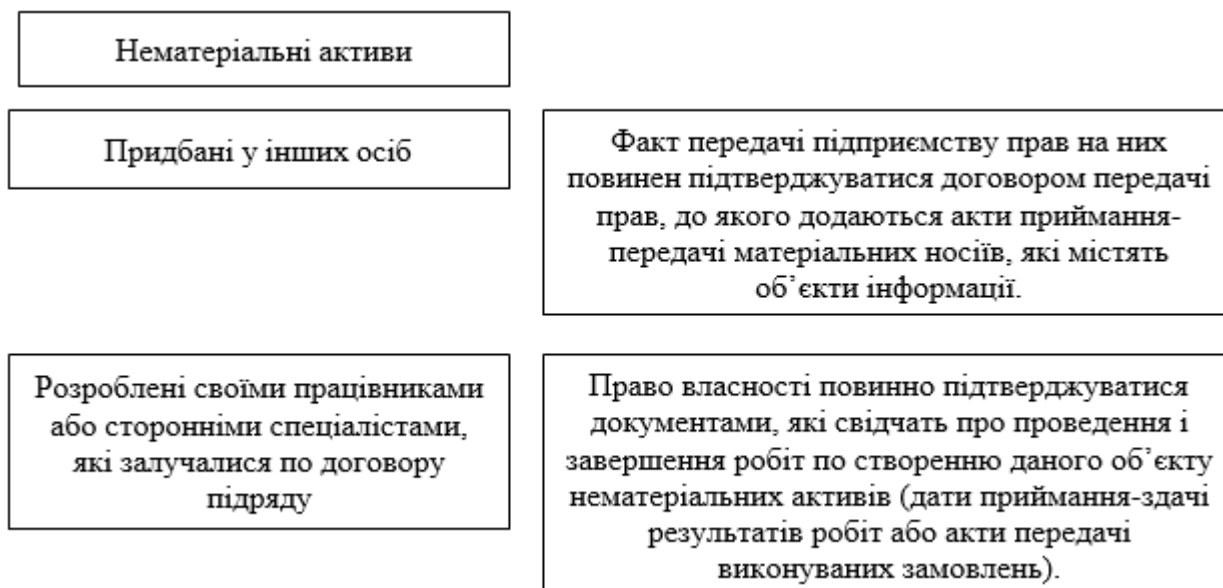 Нематеріальні активи
Придбані у інших осіб
Факт передачі підприємству прав на них
повинен підтверджуватися договором передачі
прав, до якого додаються акти приймання-
передачі матеріальних носіїв, які містять
об’єкти інформації.
Розроблені своїми працівниками
або сторонніми спеціалістами,
які залучалися по договору
підряду
Право власності повинно підтверджуватися
документами, які свідчать про проведення і
завершення робіт по створенню даного об’єкту
нематеріальних активів (дати приймання-здачі
результатів робіт або акти передачі
виконуваних замовлень).